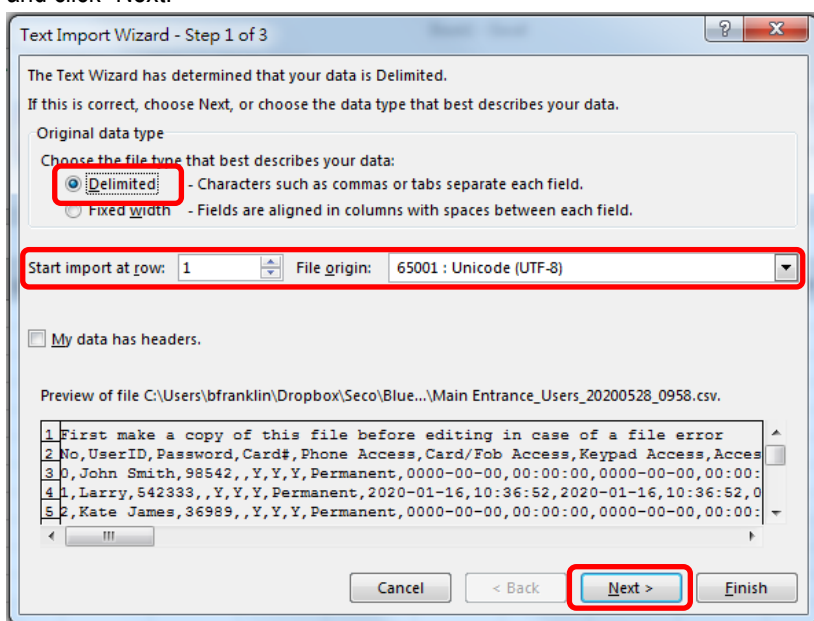 and click "Next."
Text Import Wizard - Step 1 of 3
The Text Wizard has determined that your data is Delimited.
If this is correct, choose Next, or choose the data type that best describes your data.
Original data type
Choose the file type that best describes your data:
Delimited - Characters such as commas or tabs separate each field.
Fixed width - Fields are aligned in columns with spaces between each field.
Start import at row: 1 File origin: 65001 : Unicode (UTF-8)
My data has headers.
Preview of file C:\Users\bfranklin\Dropbox\Seco\Blue...\Main Entrance_Users_20200528_0958.csv.
1 First make a copy of this file before editing in case of a file error
2 No,UserID,Password,Card#,Phone Access,Card/Fob Access,Keypad Access,Acces
3 0,John Smith,98542,,Y,Y,Y,Permanent,0000-00-00,00:00:00,0000-00-00,00:00:
4 1,Larry,542333,,Y,Y,Y,Permanent,2020-01-16,10:36:52,2020-01-16,10:36:52,0
5 2,Kate James,36989,,Y,Y,Y,Permanent,0000-00-00,00:00:00,0000-00-00,00:00:
Cancel < Back Next > Finish